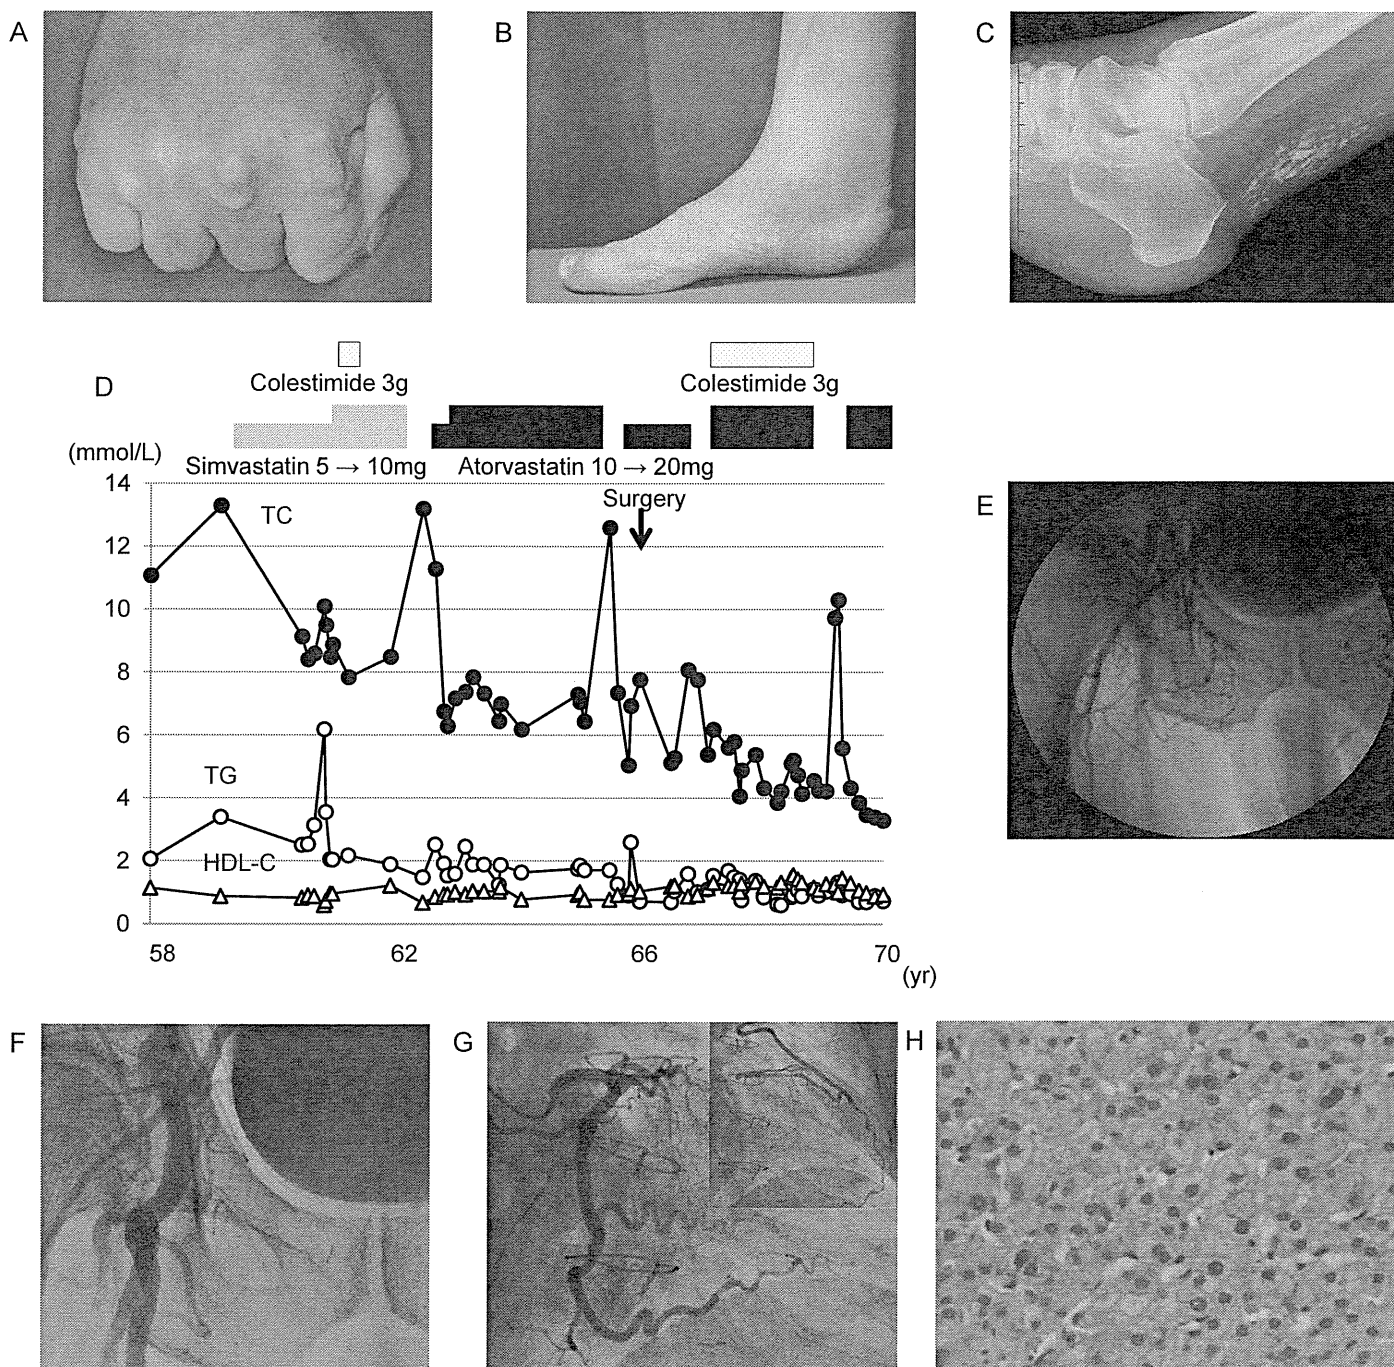 A
B
C
Colestimide 3g
Colestimide 3g
D
(mmol/L)
Simvastatin 5 → 10mg
Atorvastatin 10 → 20mg
Surgery
14
TC
12
10
8
6
TG
4
HDL-C
2
0
58
62
66
70
(yr)
E
F
G
H